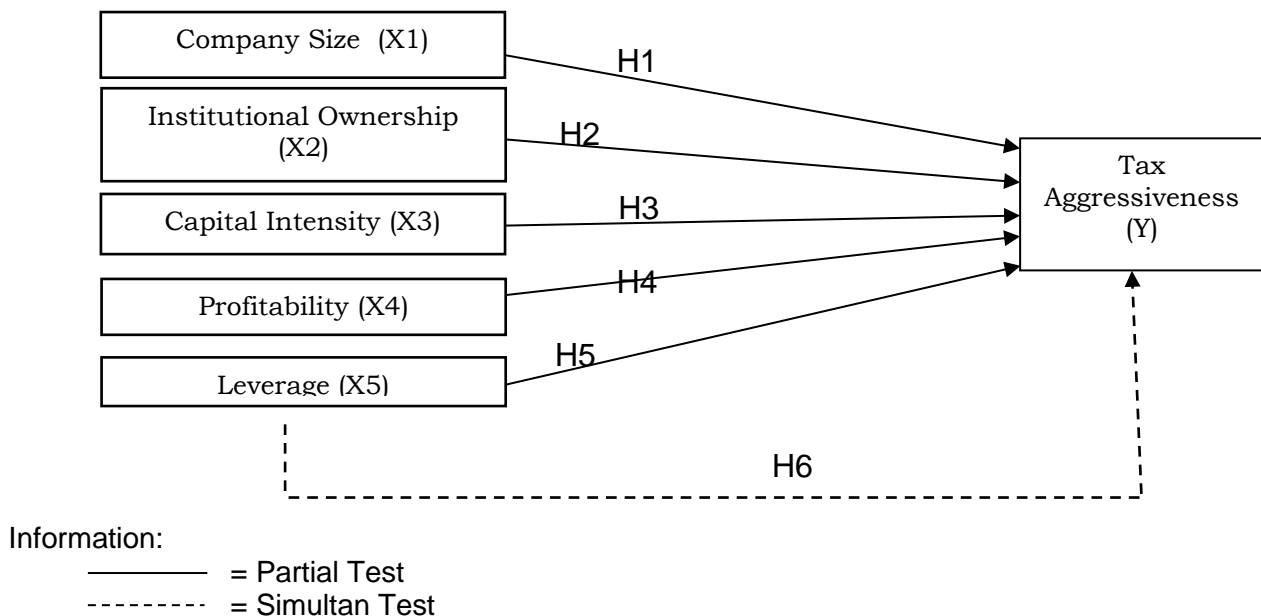 Company Size (X1)
H1
Institutional Ownership
(X2)
H2
Tax
Aggressiveness
(Y)
Capital Intensity (X3)
H3
Profitability (X4)
H4
Leverage (X5)
H5
H6
Information:
= Partial Test
= Simultan Test